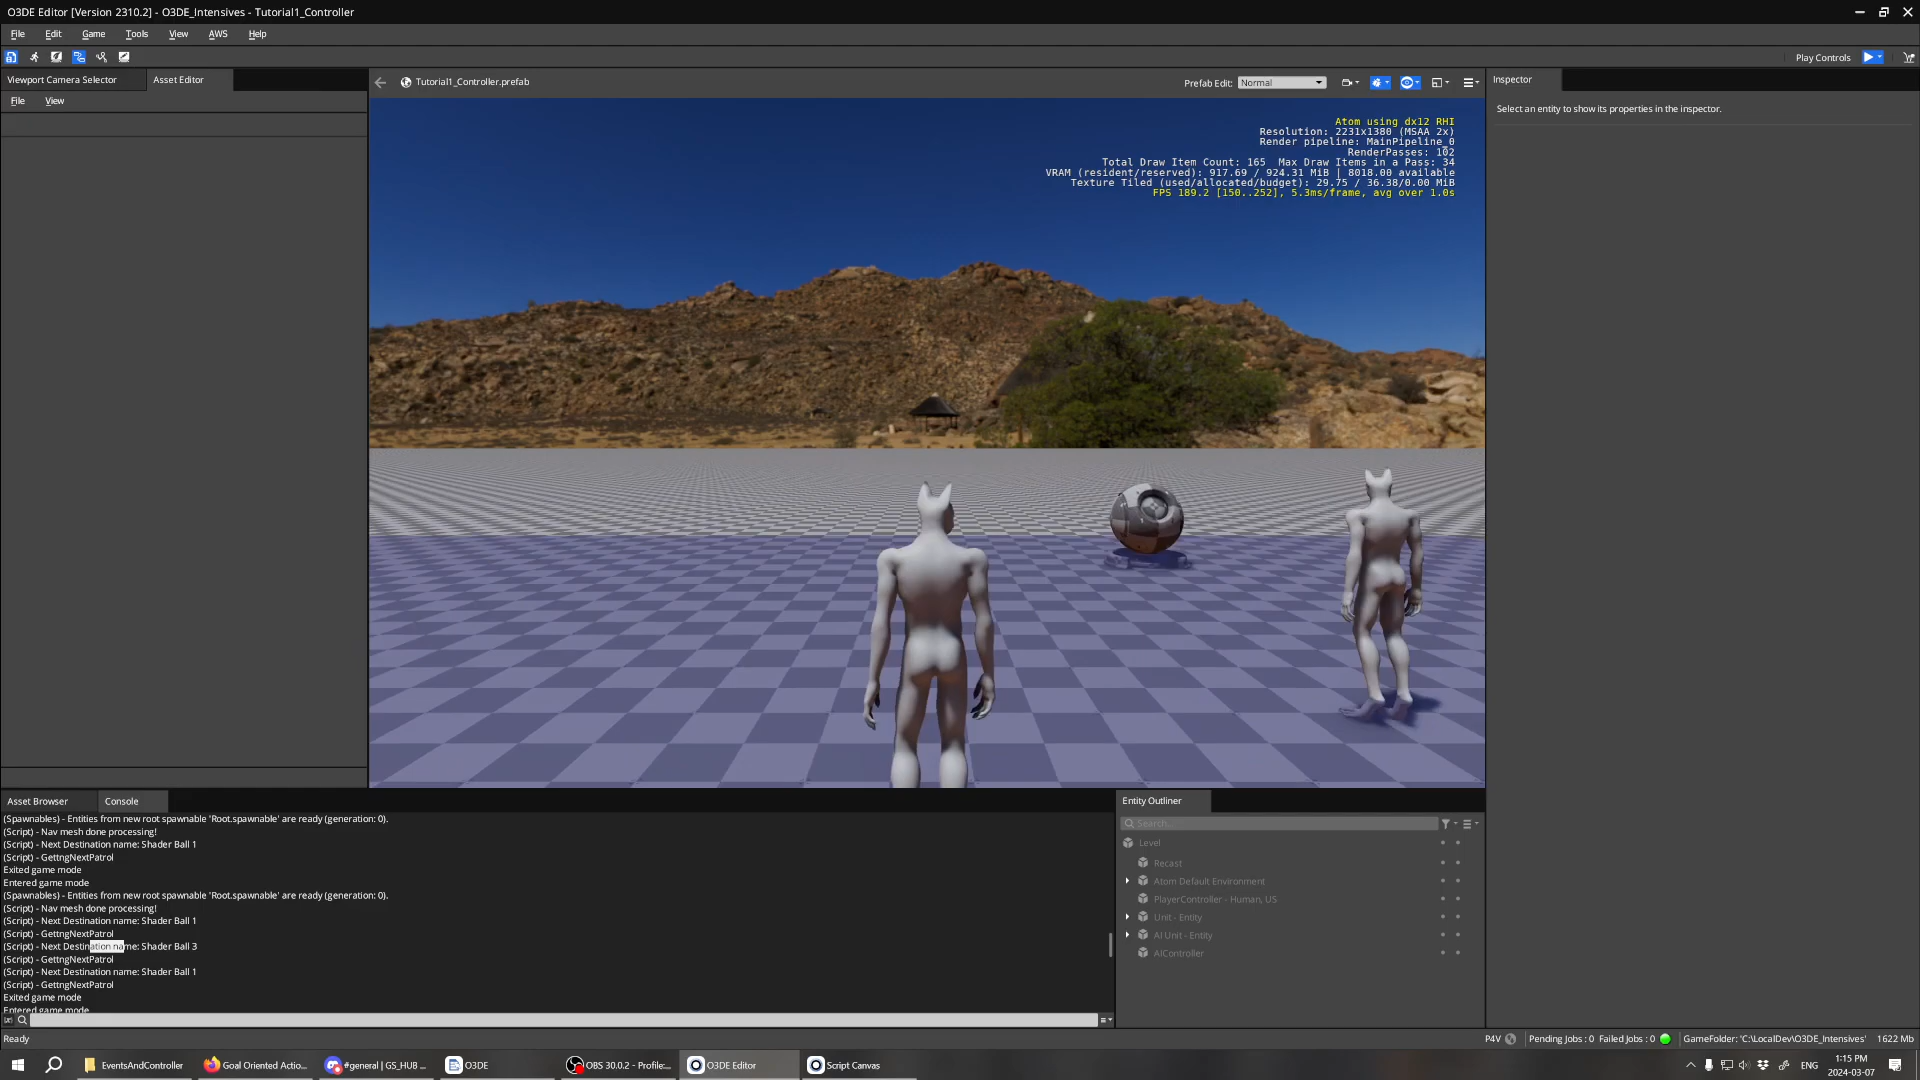 O3DE Editor [Version 2310.2] - O3DE_Intensives - Tutorial1_Controller
File Edit Game Tools View AWS Help
Play Controls
Viewport Camera Selector Asset Editor
File View
Tutorial1_Controller.prefab
Prefab Edit: Normal
Atom using dx12 RHI
Resolution: 2231x1380 (MSAA 2x)
Render pipeline: MainPipeline_0
RenderPasses: 102
Total Draw Item Count: 165 Max Draw Items in a Pass: 34
VRAM (resident/reserved): 917.69 / 924.31 MiB | 8018.00 available
Texture Tiled (used/allocated/budget): 29.75 / 36.38/0.00 MiB
FPS 189.2 [150..252], 5.3ms/frame, avg over 1.0s
Inspector
Select an entity to show its properties in the inspector.
Asset Browser Console
(Spawnables) - Entities from new root spawnable 'Root.spawnable' are ready (generation: 0).
(Script) - Nav mesh done processing!
(Script) - Next Destination name: Shader Ball 1
(Script) - GettngNextPatrol
Exited game mode
Entered game mode
(Spawnables) - Entities from new root spawnable 'Root.spawnable' are ready (generation: 0).
(Script) - Nav mesh done processing!
(Script) - Next Destination name: Shader Ball 1
(Script) - GettngNextPatrol
(Script) - Next Destination name: Shader Ball 3
(Script) - GettngNextPatrol
(Script) - Next Destination name: Shader Ball 1
(Script) - GettngNextPatrol
Exited game mode
Entered game mode
Entity Outliner
Search...
Level
Recast
Atom Default Environment
PlayerController - Human, US
Unit - Entity
AI Unit - Entity
AIController
Ready
P4V Pending Jobs : 0 Failed Jobs : 0 GameFolder: 'C:\LocalDev\O3DE_Intensives' 1622 Mb
EventsAndController Goal Oriented Actio... #general | GS_HUB ... O3DE OBS 30.0.2 - Profile:... O3DE Editor Script Canvas
ENG
1:15 PM
2024-03-07